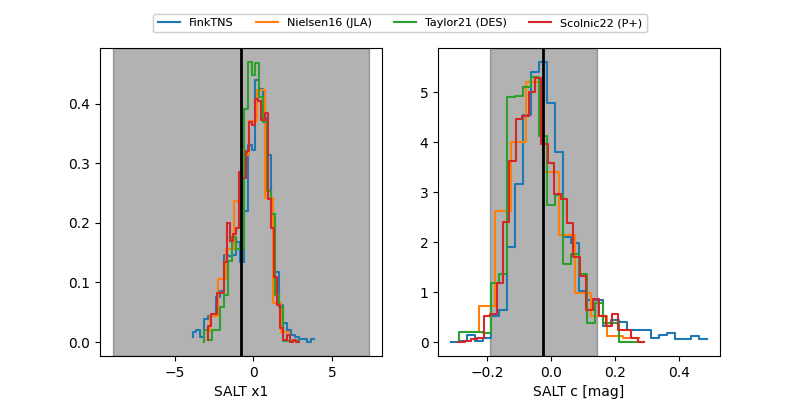 FinkTNS Nielsen16 (JLA) Taylor21 (DES) Scolnic22 (P+)
0.4
0.3
0.2
0.1
0.0
−5 0 5
SALT x1
5
4
3
2
1
0
−0.2 0.0 0.2 0.4
SALT c [mag]